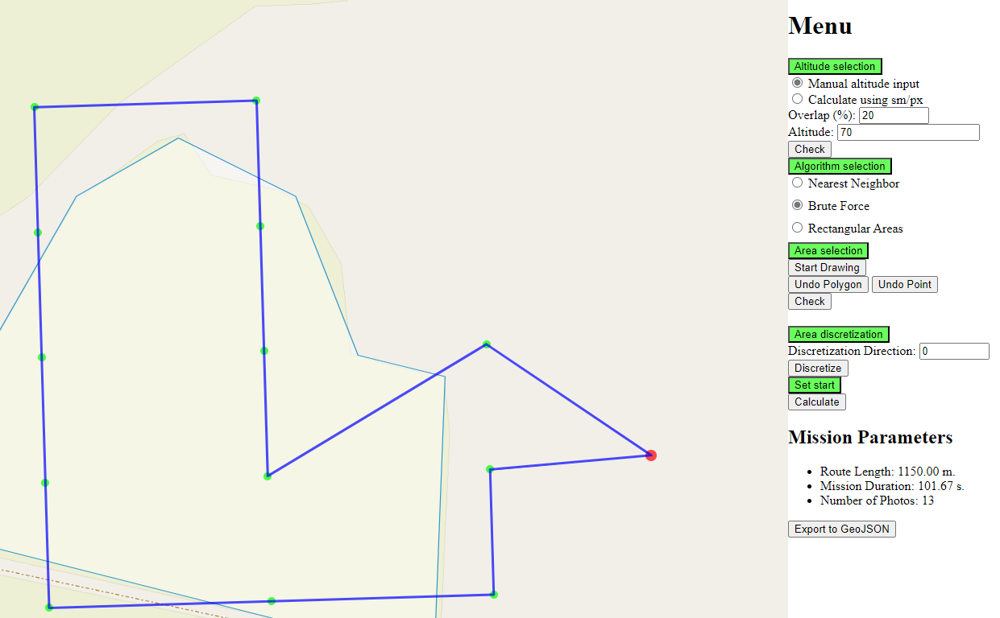 Menu
Altitude selection
Manual altitude input
Calculate using sm/px
Overlap (%): 20
Altitude: 70
Check
Algorithm selection
Nearest Neighbor
Brute Force
Rectangular Areas
Area selection
Start Drawing
Undo Polygon Undo Point
Check
Area discretization
Discretization Direction: 0
Discretize
Set start
Calculate
Mission Parameters
• Route Length: 1150.00 m.
• Mission Duration: 101.67 s.
• Number of Photos: 13
Export to GeoJSON